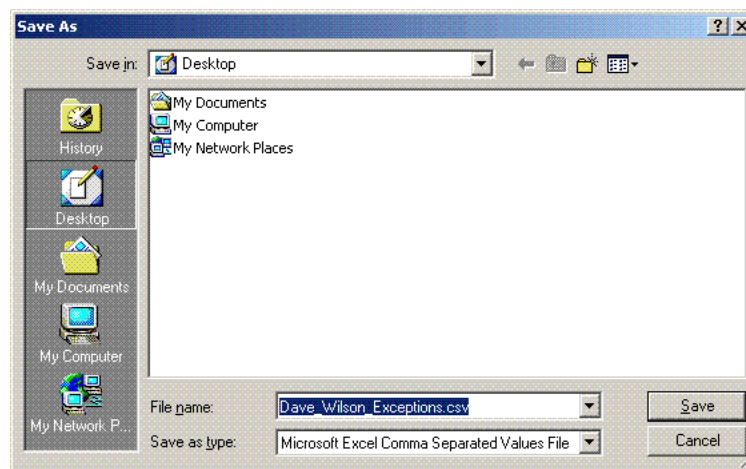 Save As
Save in: Desktop
My Documents
My Computer
My Network Places
History
Desktop
My Documents
My Computer
My Network P...
File name: Dave_Wilson_Exceptions.csv Save
Save as type: Microsoft Excel Comma Separated Values File Cancel